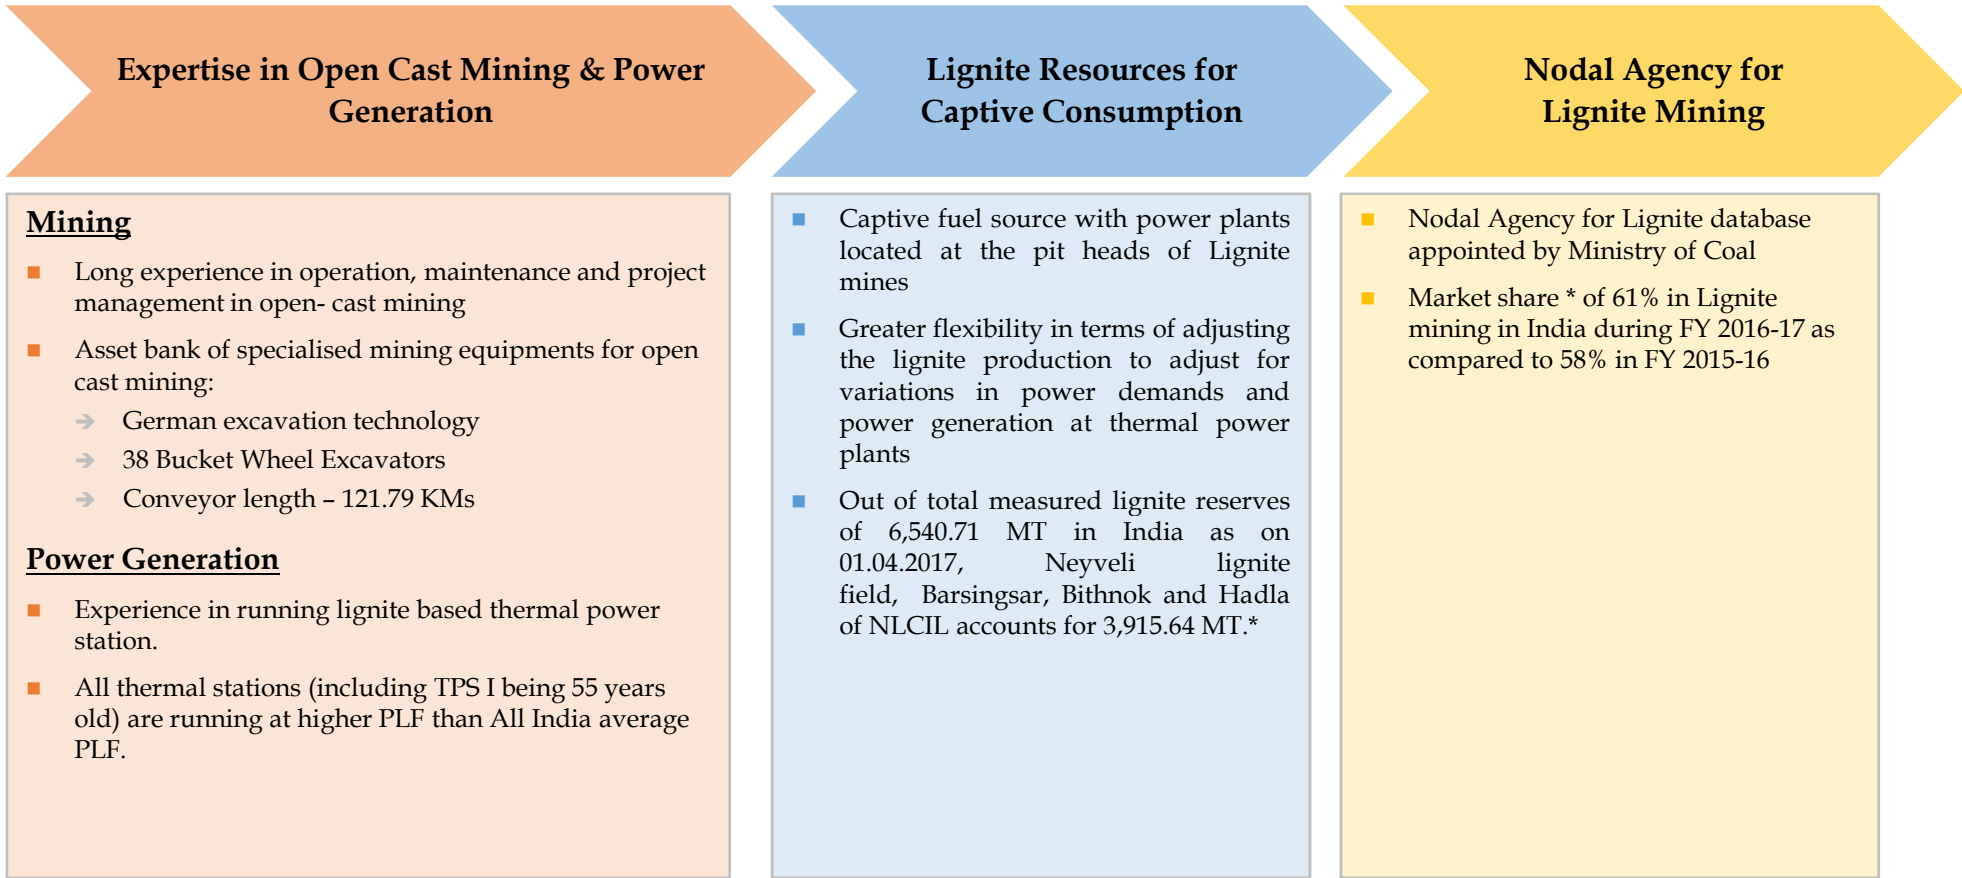 Expertise in Open Cast Mining & Power
Generation
Mining
Long experience in operation, maintenance and project
management in open- cast mining
Asset bank of specialised mining equipments for open
cast mining:
German excavation technology
38 Bucket Wheel Excavators
Conveyor length – 121.79 KMs
Power Generation
Experience in running lignite based thermal power
station.
All thermal stations (including TPS I being 55 years
old) are running at higher PLF than All India average
PLF.
Lignite Resources for
Captive Consumption
Captive fuel source with power plants
located at the pit heads of Lignite
mines
Greater flexibility in terms of adjusting
the lignite production to adjust for
variations in power demands and
power generation at thermal power
plants
Out of total measured lignite reserves
of 6,540.71 MT in India as on
01.04.2017, Neyveli lignite
field, Barsingsar, Bithnok and Hadla
of NLCIL accounts for 3,915.64 MT.*
Nodal Agency for
Lignite Mining
Nodal Agency for Lignite database
appointed by Ministry of Coal
Market share * of 61% in Lignite
mining in India during FY 2016-17 as
compared to 58% in FY 2015-16